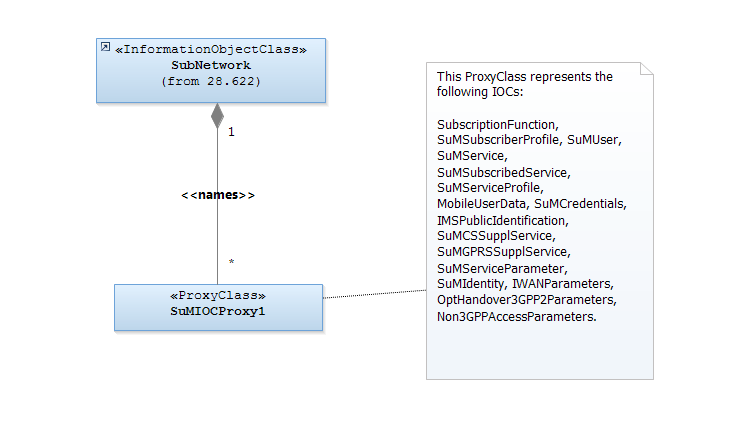 «InformationObjectClass»
SubNetwork
(from 28.622)
1
<<names>>
*
«ProxyClass»
SuMIOCProxy1
This ProxyClass represents the
following IOCs:
SubscriptionFunction,
SuMSubscriberProfile, SuMUser,
SuMService,
SuMSubscribedService,
SuMServiceProfile,
MobileUserData, SuMCredentials,
IMSPublicIdentification,
SuMCSSupplService,
SuMGPRSSupplService,
SuMServiceParameter,
SuMIdentity, IWANParameters,
OptHandover3GPP2Parameters,
Non3GPPAccessParameters.